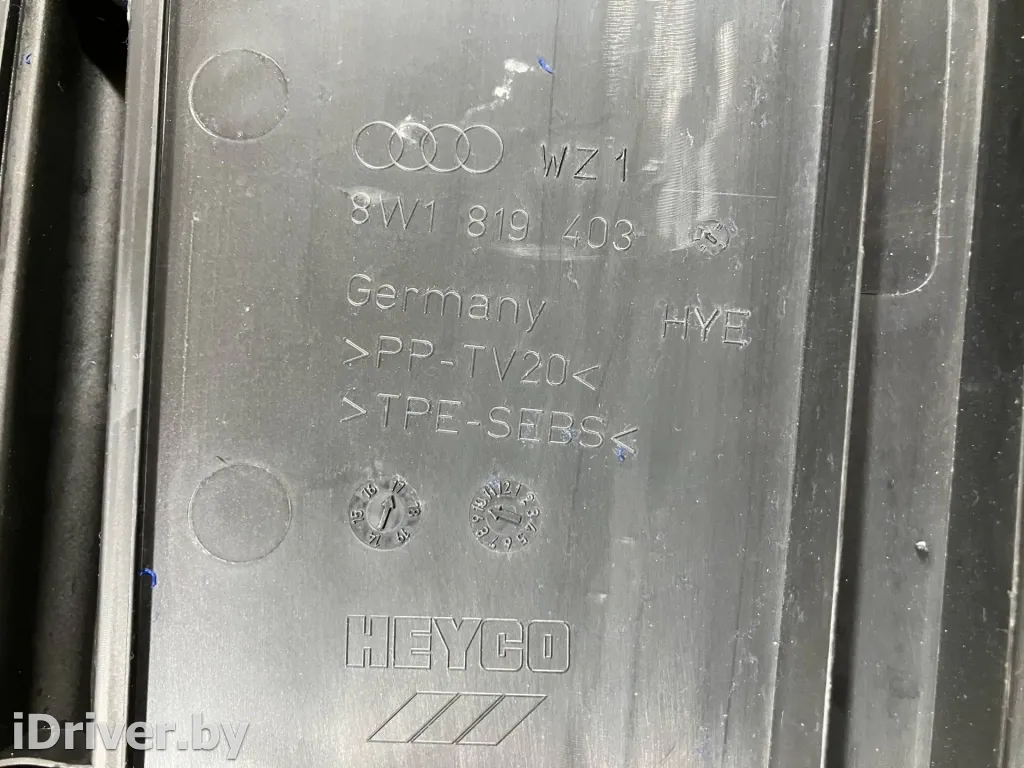 WZ1
8W1 819 403
Germany HYE
>PP-TV20<
>TPE-SEBS<
HEYCO
iDriver.by